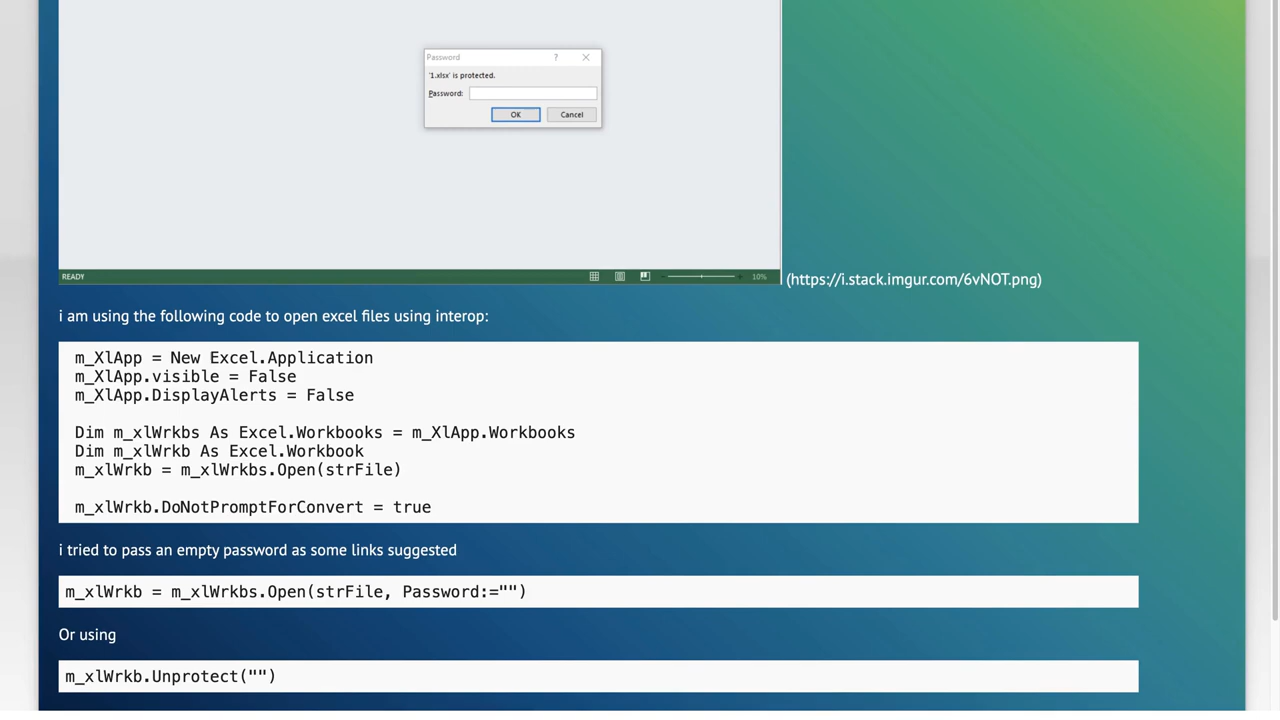 Password ?
'1.xlsx' is protected.
Password:
OK Cancel
READY 10%
(https://i.stack.imgur.com/6vNOT.png)
i am using the following code to open excel files using interop:
m_XlApp = New Excel.Application
m_XlApp.visible = False
m_XlApp.DisplayAlerts = False
Dim m_xlWrkbs As Excel.Workbooks = m_XlApp.Workbooks
Dim m_xlWrkb As Excel.Workbook
m_xlWrkb = m_xlWrkbs.Open(strFile)
m_xlWrkb.DoNotPromptForConvert = true
i tried to pass an empty password as some links suggested
m_xlWrkb = m_xlWrkbs.Open(strFile, Password:="")
Or using
m_xlWrkb.Unprotect("")